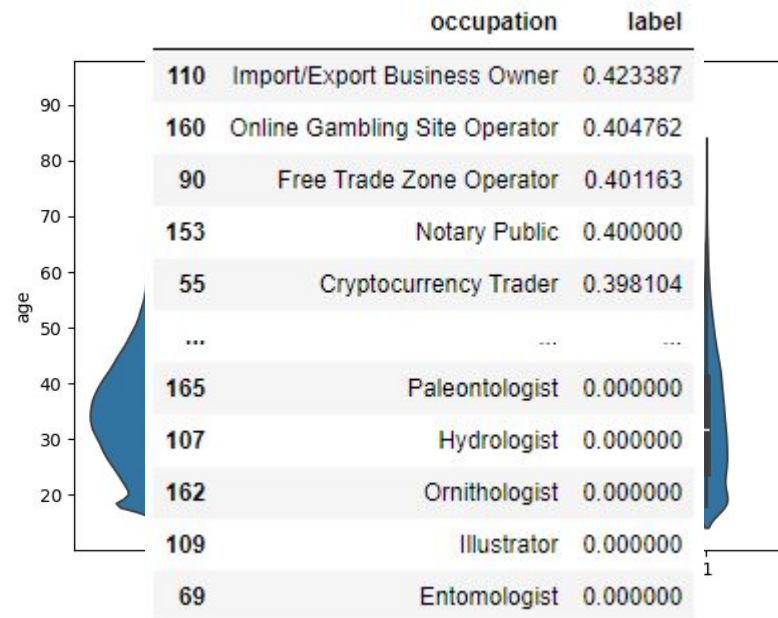 occupation label
110 Import/Export Business Owner 0.423387
160 Online Gambling Site Operator 0.404762
90 Free Trade Zone Operator 0.401163
153 Notary Public 0.400000
55 Cryptocurrency Trader 0.398104
... ... ...
165 Paleontologist 0.000000
107 Hydrologist 0.000000
162 Ornithologist 0.000000
109 Illustrator 0.000000
69 Entomologist 0.000000
age
90
80
70
60
50
40
30
20
1